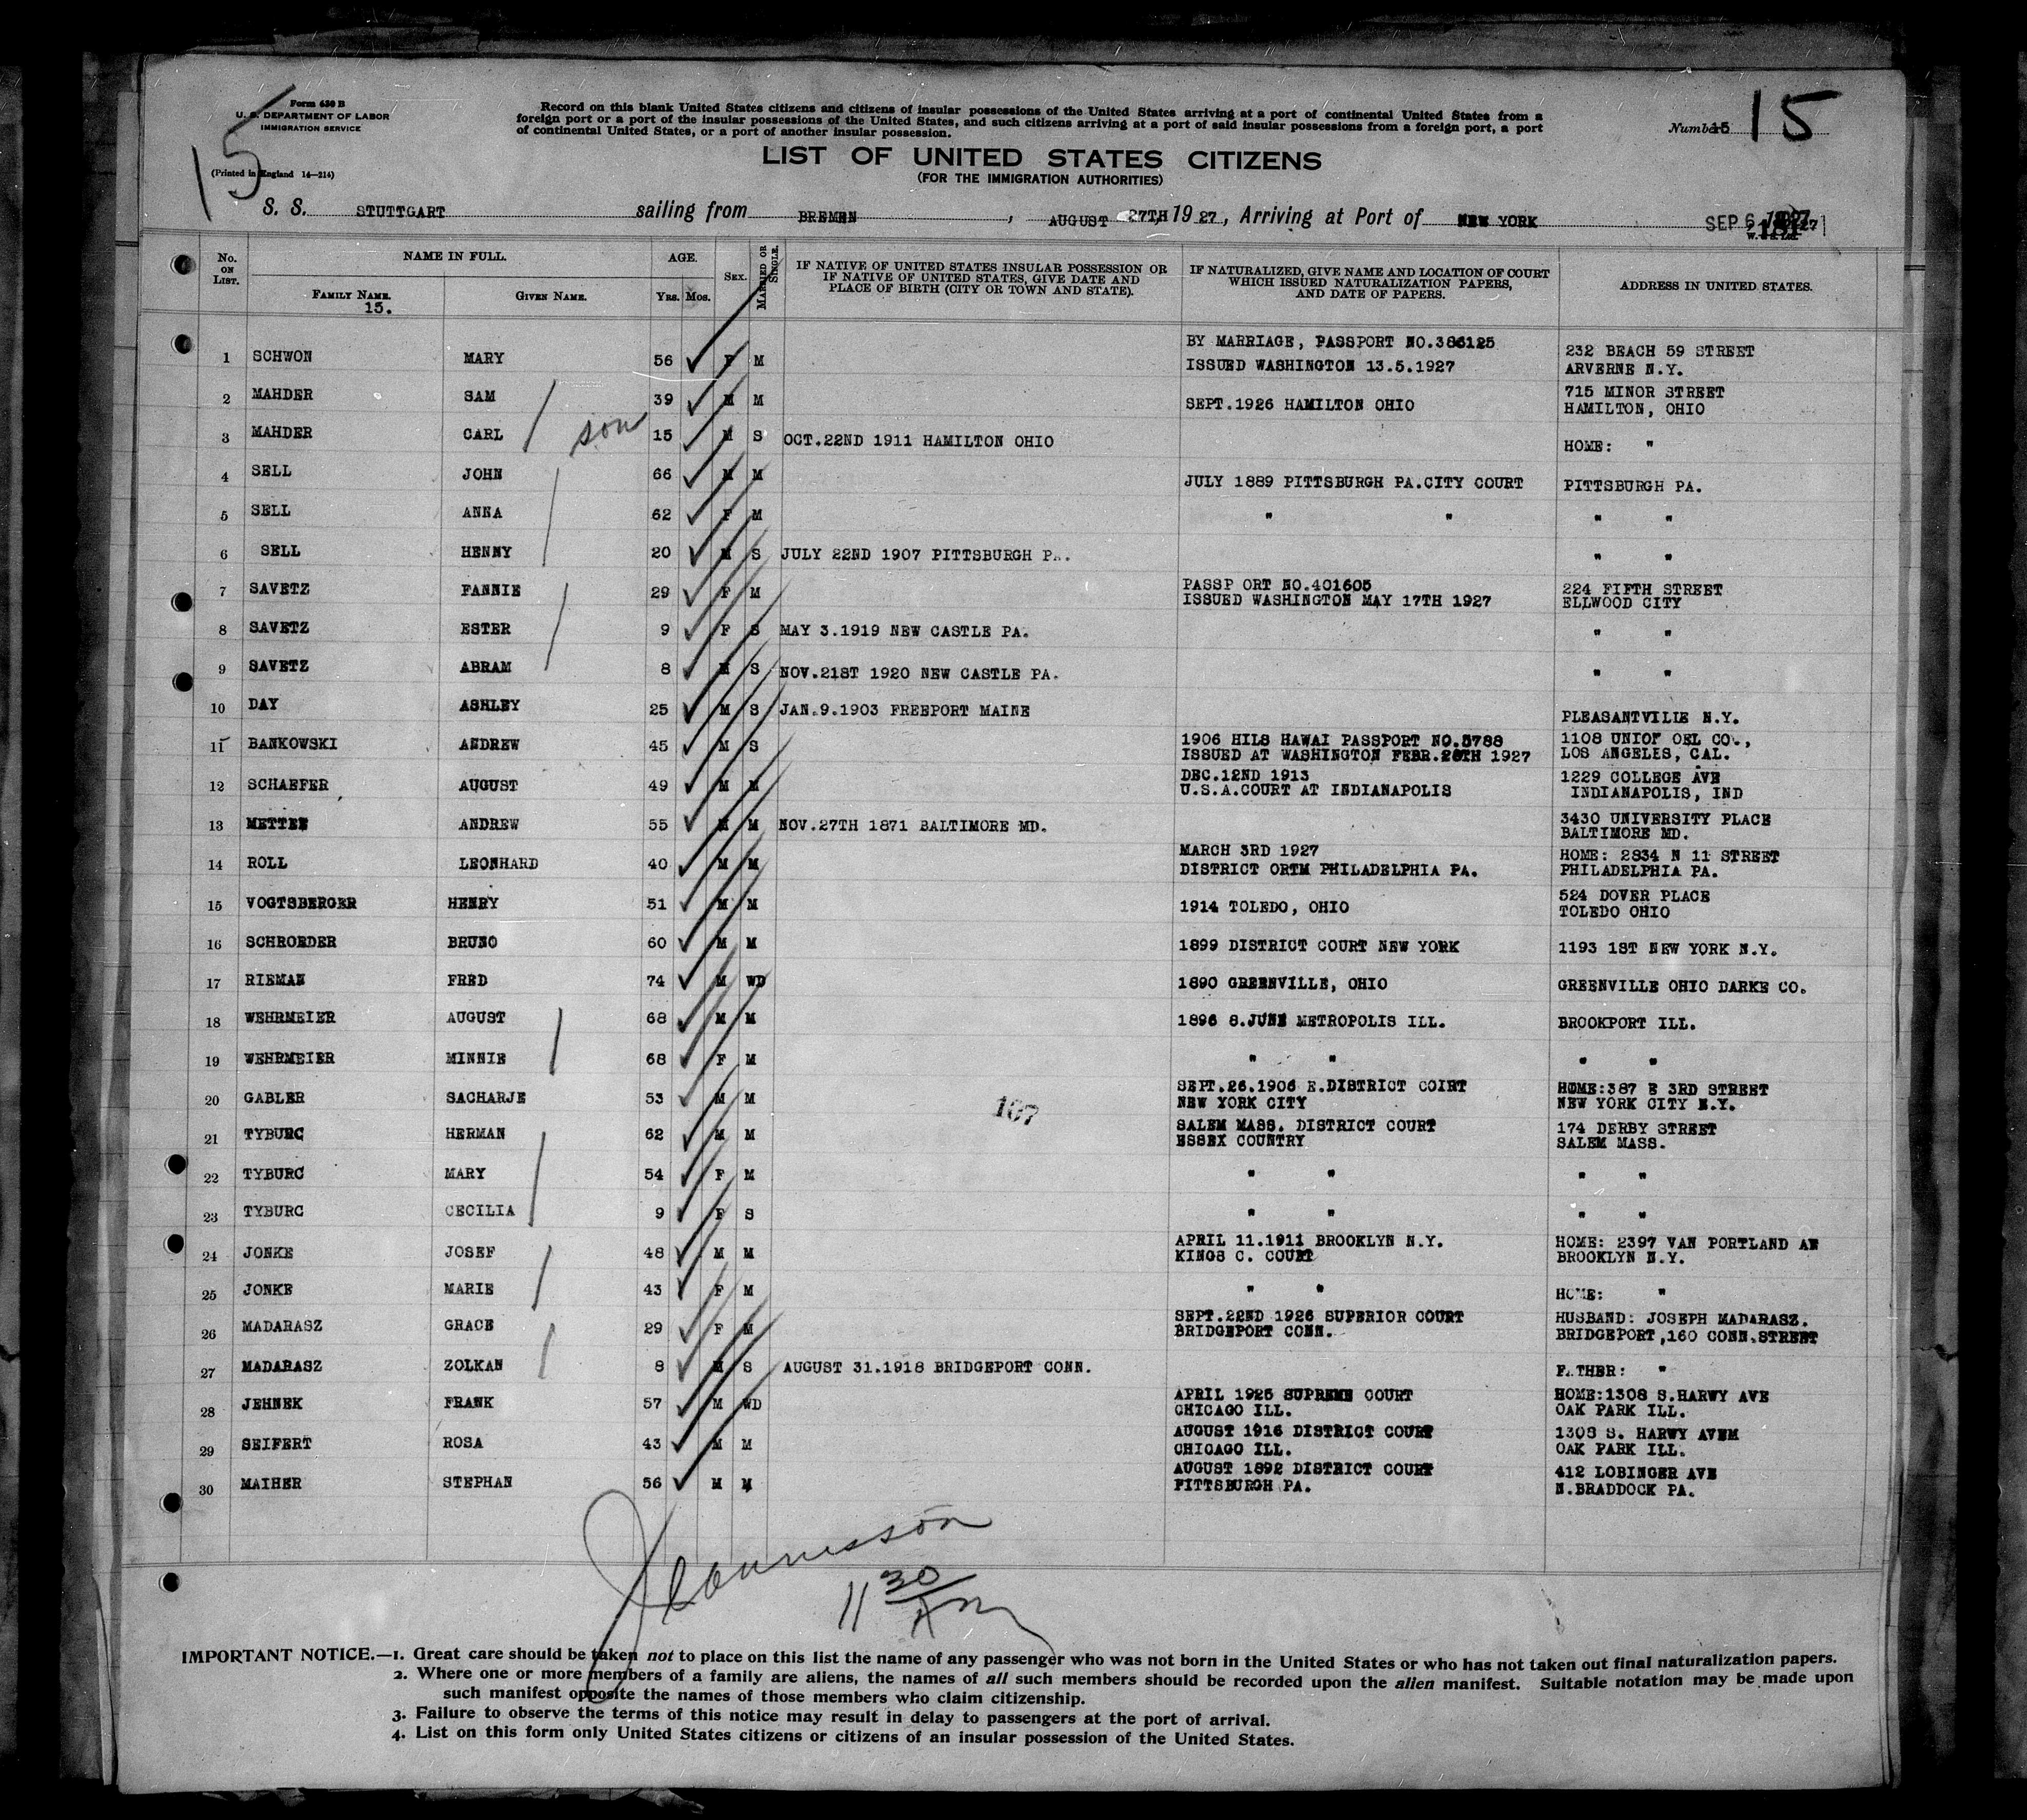 15
Form 630 B
U. S. DEPARTMENT OF LABOR
IMMIGRATION SERVICE
(Printed in England 14—214)
Record on this blank United States citizens and citizens of insular possessions of the United States arriving at a port of continental United States from a
foreign port or a port of the insular possessions of the United States, and such citizens arriving at a port of said insular possessions from a foreign port, a port
of continental United States, or a port of another insular possession.
Number 15 15
LIST OF UNITED STATES CITIZENS
(FOR THE IMMIGRATION AUTHORITIES)
S. S. STUTTGART sailing from BREMEN, AUGUST 27TH 1927, Arriving at Port of NEW YORK SEP 6 1927
No. ON LIST. NAME IN FULL. AGE. SEX. MARRIED OR SINGLE. IF NATIVE OF UNITED STATES INSULAR POSSESSION OR IF NATIVE OF UNITED STATES, GIVE DATE AND PLACE OF BIRTH (CITY OR TOWN AND STATE). IF NATURALIZED, GIVE NAME AND LOCATION OF COURT WHICH ISSUED NATURALIZATION PAPERS, AND DATE OF PAPERS. ADDRESS IN UNITED STATES.
FAMILY NAME. GIVEN NAME. YRS. MOS.
15.
1 SCHWON MARY 56 F M BY MARRIAGE, PASSPORT NO.386125 ISSUED WASHINGTON 13.5.1927 232 BEACH 59 STREET ARVERNE N.Y.
2 MAHDER SAM 39 M M SEPT.1926 HAMILTON OHIO 715 MINOR STREET HAMILTON, OHIO
3 MAHDER CARL son 15 M S OCT.22ND 1911 HAMILTON OHIO HOME: "
4 SELL JOHN 66 M M JULY 1889 PITTSBURGH PA.CITY COURT PITTSBURGH PA.
5 SELL ANNA 62 F M " " " "
6 SELL HENNY 20 M S JULY 22ND 1907 PITTSBURGH PA. " "
7 SAVETZ FANNIE 29 F M PASSP ORT NO.401605 ISSUED WASHINGTON MAY 17TH 1927 224 FIFTH STREET ELLWOOD CITY
8 SAVETZ ESTER 9 F S MAY 3.1919 NEW CASTLE PA. " "
9 SAVETZ ABRAM 8 M S NOV.21ST 1920 NEW CASTLE PA. " "
10 DAY ASHLEY 25 M S JAN.9.1903 FREEPORT MAINE PLEASANTVILIE N.Y.
11 BANKOWSKI ANDREW 45 M S 1906 HILS HAWAI PASSPORT NO.5788 ISSUED AT WASHINGTON FEBR.28TH 1927 1108 UNION OEL CO., LOS ANGELES, CAL.
12 SCHAEFER AUGUST 49 M M DEC.12ND 1913 U.S.A.COURT AT INDIANAPOLIS 1229 COLLEGE AVE INDIANAPOLIS, IND
13 METTEN ANDREW 55 M M NOV.27TH 1871 BALTIMORE MD. 3430 UNIVERSITY PLACE BALTIMORE MD.
14 ROLL LEONHARD 40 M M MARCH 3RD 1927 DISTRICT ORTM PHILADELPHIA PA. HOME: 2834 N 11 STREET PHILADELPHIA PA.
15 VOGTSBERGER HENRY 51 M M 1914 TOLEDO, OHIO 524 DOVER PLACE TOLEDO OHIO
16 SCHROEDER BRUNO 60 M M 1899 DISTRICT COURT NEW YORK 1193 1ST NEW YORK N.Y.
17 RIEMAN FRED 74 M WD 1890 GREENVILLE, OHIO GREENVILLE OHIO DARKE CO.
18 WEHRMEIER AUGUST 68 M M 1896 8.JUNE METROPOLIS ILL. BROOKPORT ILL.
19 WEHRMEIER MINNIE 68 F M " " " "
20 GABLER SACHARJE 53 M M 107 SEPT.26.1906 E.DISTRICT COIRT NEW YORK CITY HOME:387 E 3RD STREET NEW YORK CITY N.Y.
21 TYBURC HERMAN 62 M M SALEM MASS. DISTRICT COURT ESSEX COUNTRY 174 DERBY STREET SALEM MASS.
22 TYBURC MARY 54 F M " " " "
23 TYBURC CECILIA 9 F S " " " "
24 JONKE JOSEF 48 M M APRIL 11.1911 BROOKLYN N.Y. KINGS C. COURT HOME: 2397 VAN PORTLAND AE BROOKLYN N.Y.
25 JONKE MARIE 43 F M " " HOME: "
26 MADARASZ GRACE 29 F M SEPT.22ND 1926 SUPERIOR COURT BRIDGEPORT CONN. HUSBAND: JOSEPH MADARASZ. BRIDGEPORT,160 CONN.STREET
27 MADARASZ ZOLKAN 8 M S AUGUST 31.1918 BRIDGEPORT CONN. FATHER: "
28 JEHNEK FRANK 57 M WD APRIL 1925 SUPREME COURT CHICAGO ILL. HOME:1308 S.HARWY AVE OAK PARK ILL.
29 SEIFERT ROSA 43 M M AUGUST 1916 DISTRICT COURT CHICAGO ILL. 1308 S. HARWY AVEM OAK PARK ILL.
30 MAIHER STEPHAN 56 M M AUGUST 1892 DISTRICT COURT PITTSBURGH PA. 412 LOBINGER AVE N.BRADDOCK PA.
11 30 AM
IMPORTANT NOTICE.—1. Great care should be taken not to place on this list the name of any passenger who was not born in the United States or who has not taken out final naturalization papers.
2. Where one or more members of a family are aliens, the names of all such members should be recorded upon the alien manifest. Suitable notation may be made upon
such manifest opposite the names of those members who claim citizenship.
3. Failure to observe the terms of this notice may result in delay to passengers at the port of arrival.
4. List on this form only United States citizens or citizens of an insular possession of the United States.